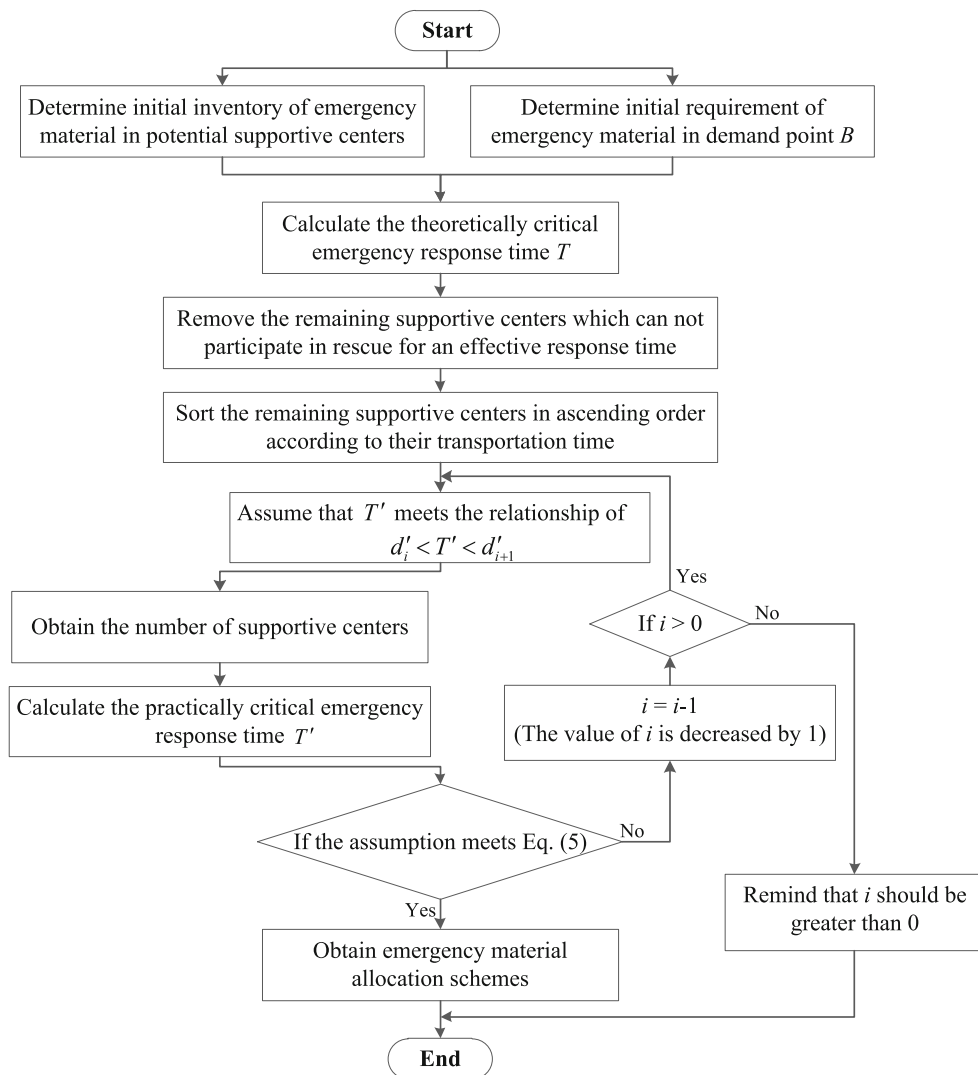 Start
Determine initial inventory of emergency
material in potential supportive centers
Determine initial requirement of
emergency material in demand point B
Calculate the theoretically critical
emergency response time T
Remove the remaining supportive centers which can not
participate in rescue for an effective response time
Sort the remaining supportive centers in ascending order
according to their transportation time
Assume that T′ meets the relationship of
d′ᵢ < T′ < d′ᵢ₊₁
Yes
Obtain the number of supportive centers
If i > 0
No
Calculate the practically critical emergency
response time T′
i = i-1
(The value of i is decreased by 1)
If the assumption meets Eq. (5)
No
Yes
Remind that i should be
greater than 0
Obtain emergency material
allocation schemes
End